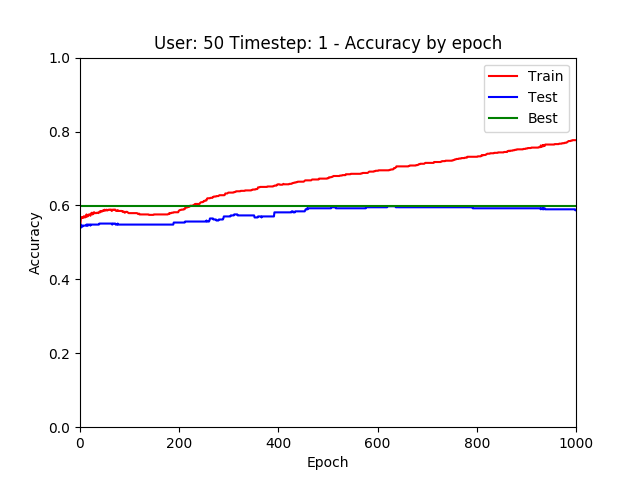 User: 50 Timestep: 1 - Accuracy by epoch
1.0
0.8
0.6
0.4
0.2
0.0
Accuracy
Train
Test
Best
0 200 400 600 800 1000
Epoch